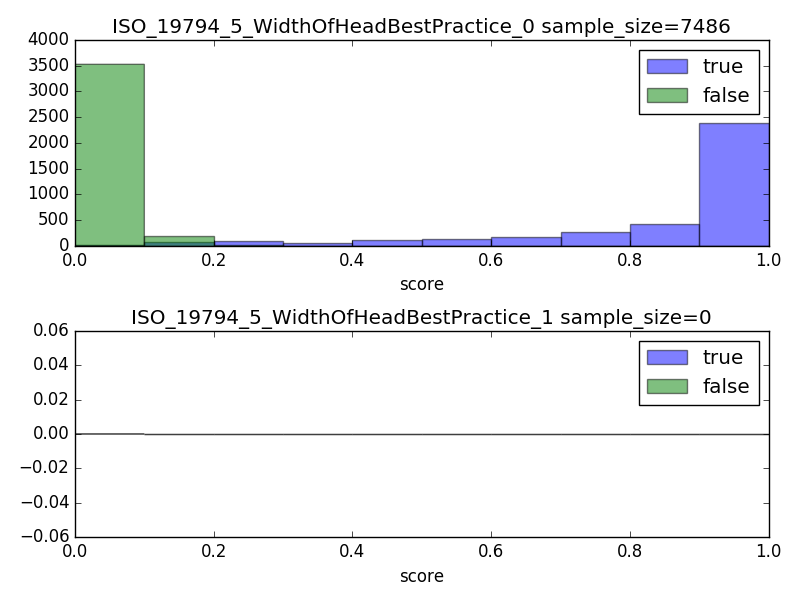 ISO_19794_5_WidthOfHeadBestPractice_0 sample_size=7486
4000
3500
3000
2500
2000
1500
1000
500
0
true
false
0.0 0.2 0.4 0.6 0.8 1.0
score
ISO_19794_5_WidthOfHeadBestPractice_1 sample_size=0
0.06
0.04
0.02
0.00
−0.02
−0.04
−0.06
true
false
0.0 0.2 0.4 0.6 0.8 1.0
score